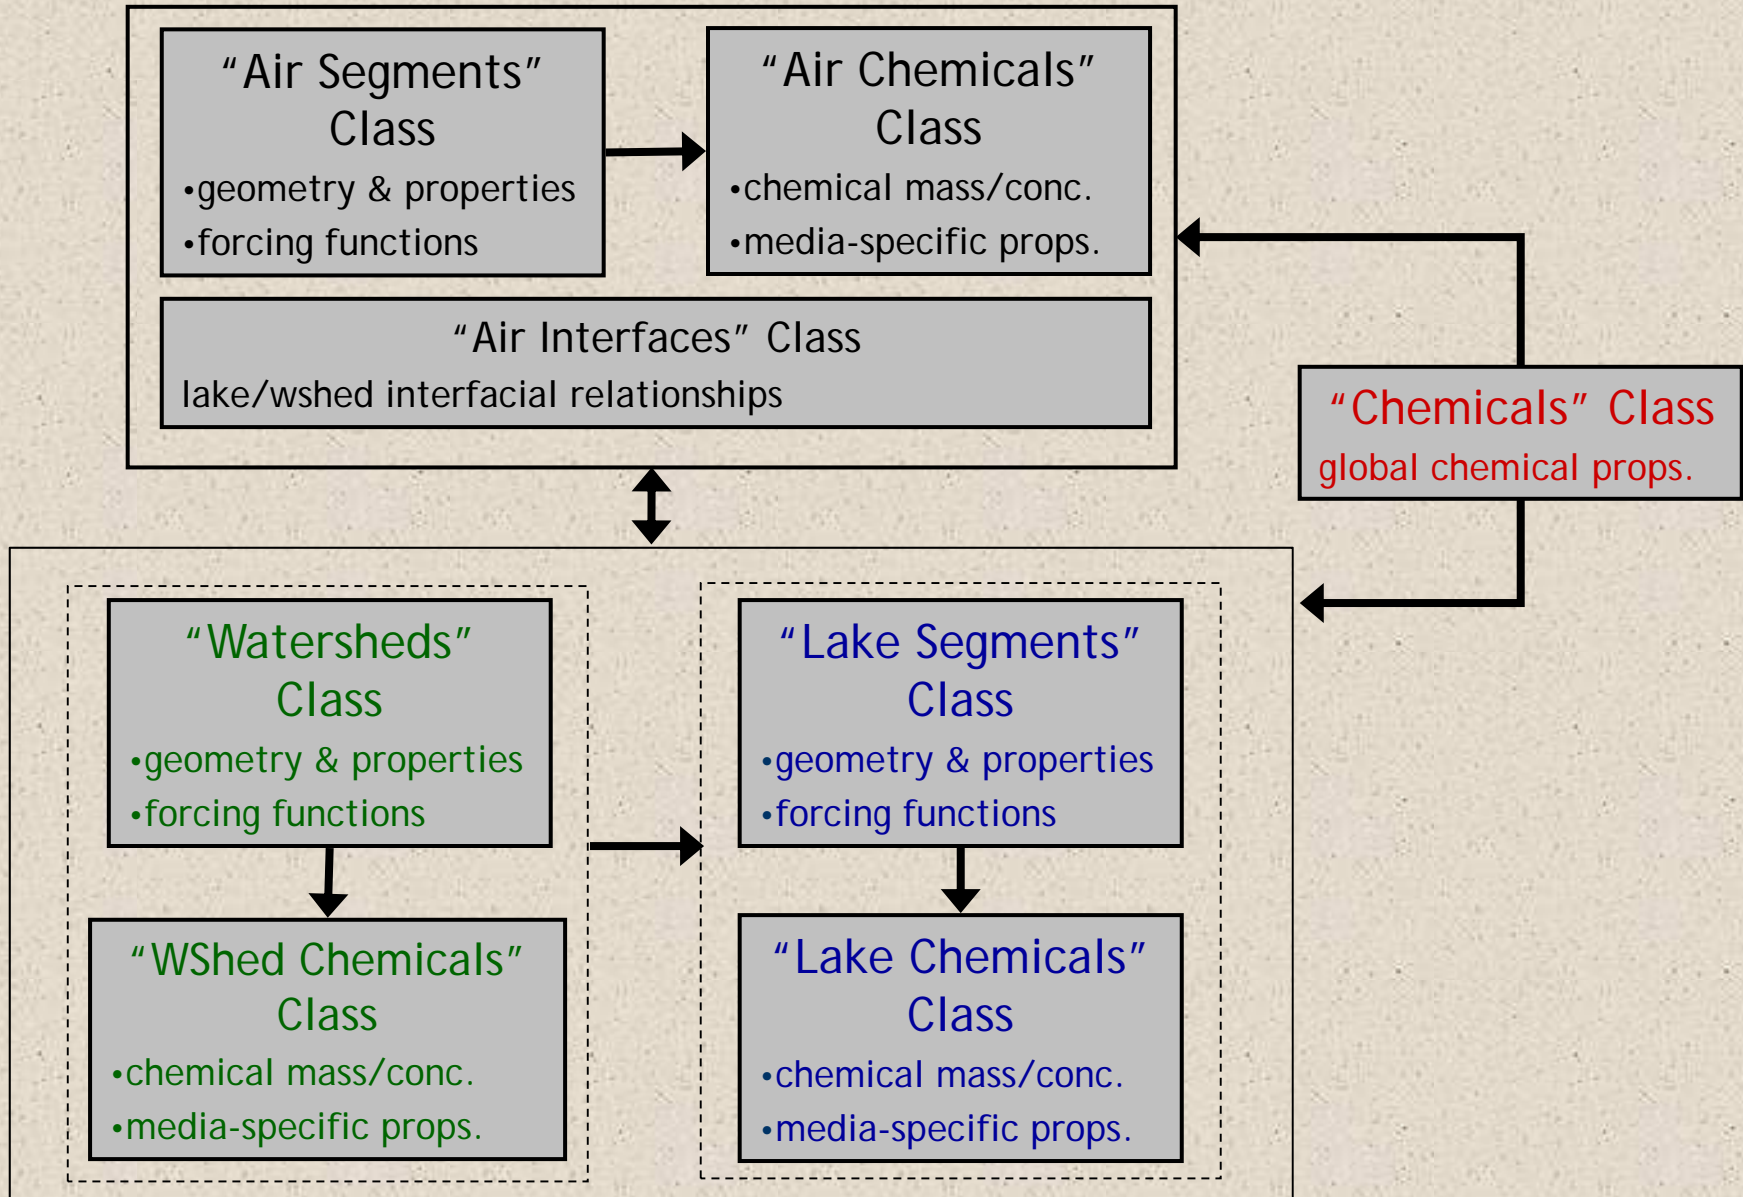 “Air Segments”
Class
•geometry & properties
•forcing functions
“Air Chemicals”
Class
•chemical mass/conc.
•media-specific props.
“Air Interfaces” Class
lake/wshed interfacial relationships
“Chemicals” Class
global chemical props.
“Watersheds”
Class
•geometry & properties
•forcing functions
“WShed Chemicals”
Class
•chemical mass/conc.
•media-specific props.
“Lake Segments”
Class
•geometry & properties
•forcing functions
“Lake Chemicals”
Class
•chemical mass/conc.
•media-specific props.